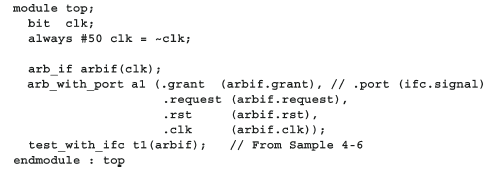 module top;
  bit  clk;
  always #50 clk = ~clk;

  arb_if arbif(clk);
  arb_with_port a1 (.grant  (arbif.grant), // .port (ifc.signal)
                    .request (arbif.request),
                    .rst     (arbif.rst),
                    .clk     (arbif.clk));
  test_with_ifc t1(arbif);   // From Sample 4-6
endmodule : top